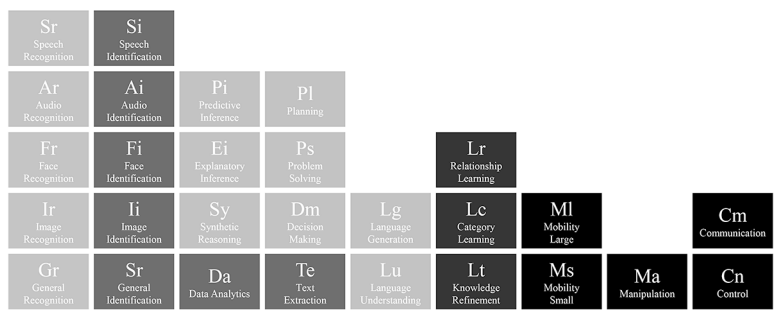 Sr
Speech
Recognition
Si
Speech
Identification
Ar
Audio
Recognition
Ai
Audio
Identification
Pi
Predictive
Inference
Pl
Planning
Fr
Face
Recognition
Fi
Face
Identification
Ei
Explanatory
Inference
Ps
Problem
Solving
Lr
Relationship
Learning
Ir
Image
Recognition
Ii
Image
Identification
Sy
Synthetic
Reasoning
Dm
Decision
Making
Lg
Language
Generation
Lc
Category
Learning
Ml
Mobility
Large
Cm
Communication
Gr
General
Recognition
Sr
General
Identification
Da
Data Analytics
Te
Text
Extraction
Lu
Language
Understanding
Lt
Knowledge
Refinement
Ms
Mobility
Small
Ma
Manipulation
Cn
Control